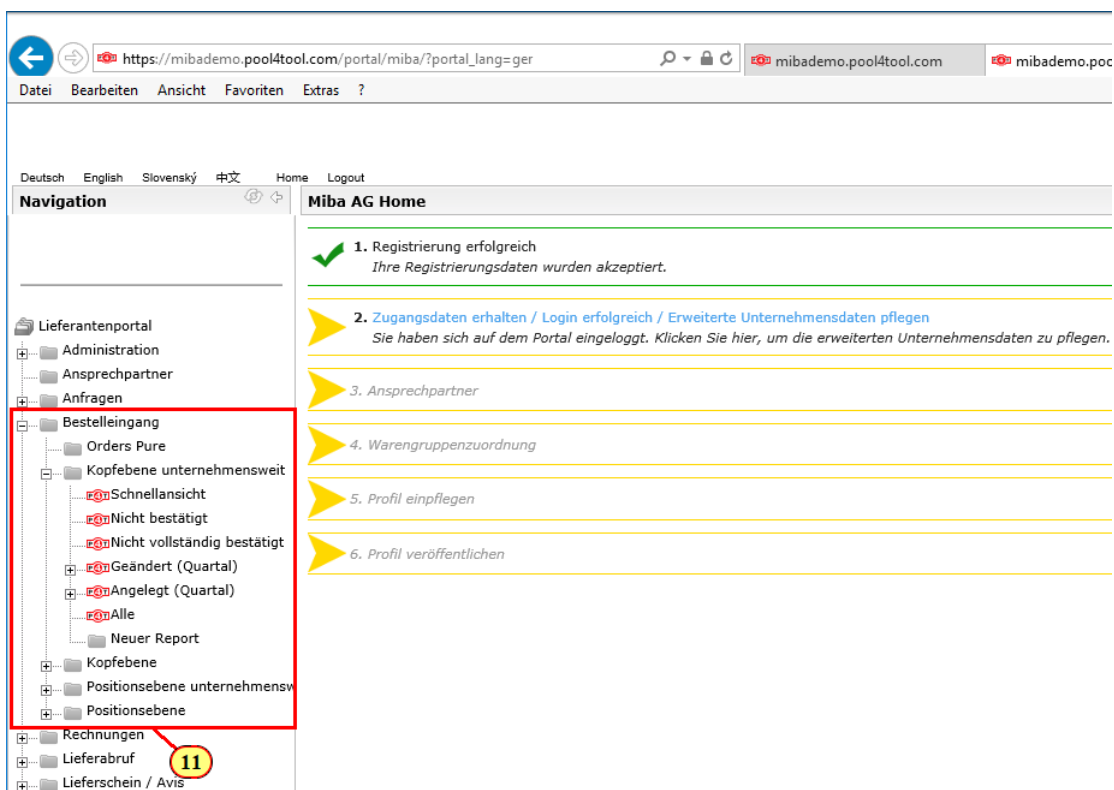 https://mibademo.pool4tool.com/portal/miba/?portal_lang=ger
mibademo.pool4tool.com
mibademo.poo
Datei Bearbeiten Ansicht Favoriten Extras ?
Deutsch English Slovenský 中文 Home Logout
Navigation
Miba AG Home
1. Registrierung erfolgreich
Ihre Registrierungsdaten wurden akzeptiert.
2. Zugangsdaten erhalten / Login erfolgreich / Erweiterte Unternehmensdaten pflegen
Sie haben sich auf dem Portal eingeloggt. Klicken Sie hier, um die erweiterten Unternehmensdaten zu pflegen.
3. Ansprechpartner
4. Warengruppenzuordnung
5. Profil einpflegen
6. Profil veröffentlichen
Lieferantenportal
Administration
Ansprechpartner
Anfragen
Bestelleingang
Orders Pure
Kopfebene unternehmensweit
Schnellansicht
Nicht bestätigt
Nicht vollständig bestätigt
Geändert (Quartal)
Angelegt (Quartal)
Alle
Neuer Report
Kopfebene
Positionsebene unternehmensw
Positionsebene
Rechnungen
Lieferabruf
Lieferschein / Avis
11